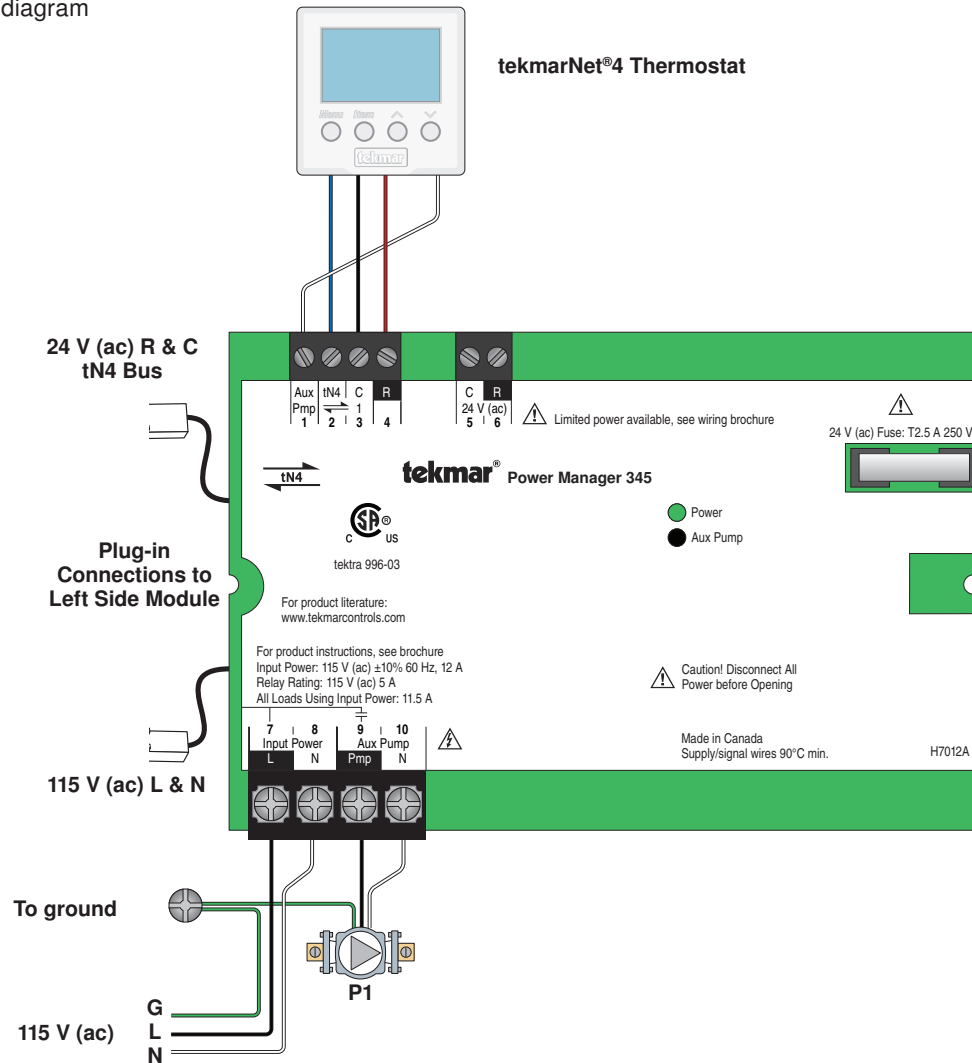 diagram
tekmarNet®4 Thermostat
Menu Item
tekmar
24 V (ac) R & C
tN4 Bus
Aux tN4 C R
Pmp 1
1 2 3 4
C R
24 V (ac)
5 6
Limited power available, see wiring brochure
24 V (ac) Fuse: T2.5 A 250 V
tN4
tekmar® Power Manager 345
Power
Aux Pump
C SA ® US
tektra 996-03
Plug-in
Connections to
Left Side Module
For product literature:
www.tekmarcontrols.com
For product instructions, see brochure
Input Power: 115 V (ac) ±10% 60 Hz, 12 A
Relay Rating: 115 V (ac) 5 A
All Loads Using Input Power: 11.5 A
Caution! Disconnect All
Power before Opening
7 8 9 10
Input Power Aux Pump
L N Pmp N
Made in Canada
Supply/signal wires 90°C min.
H7012A
115 V (ac) L & N
To ground
P1
G
115 V (ac) L
N